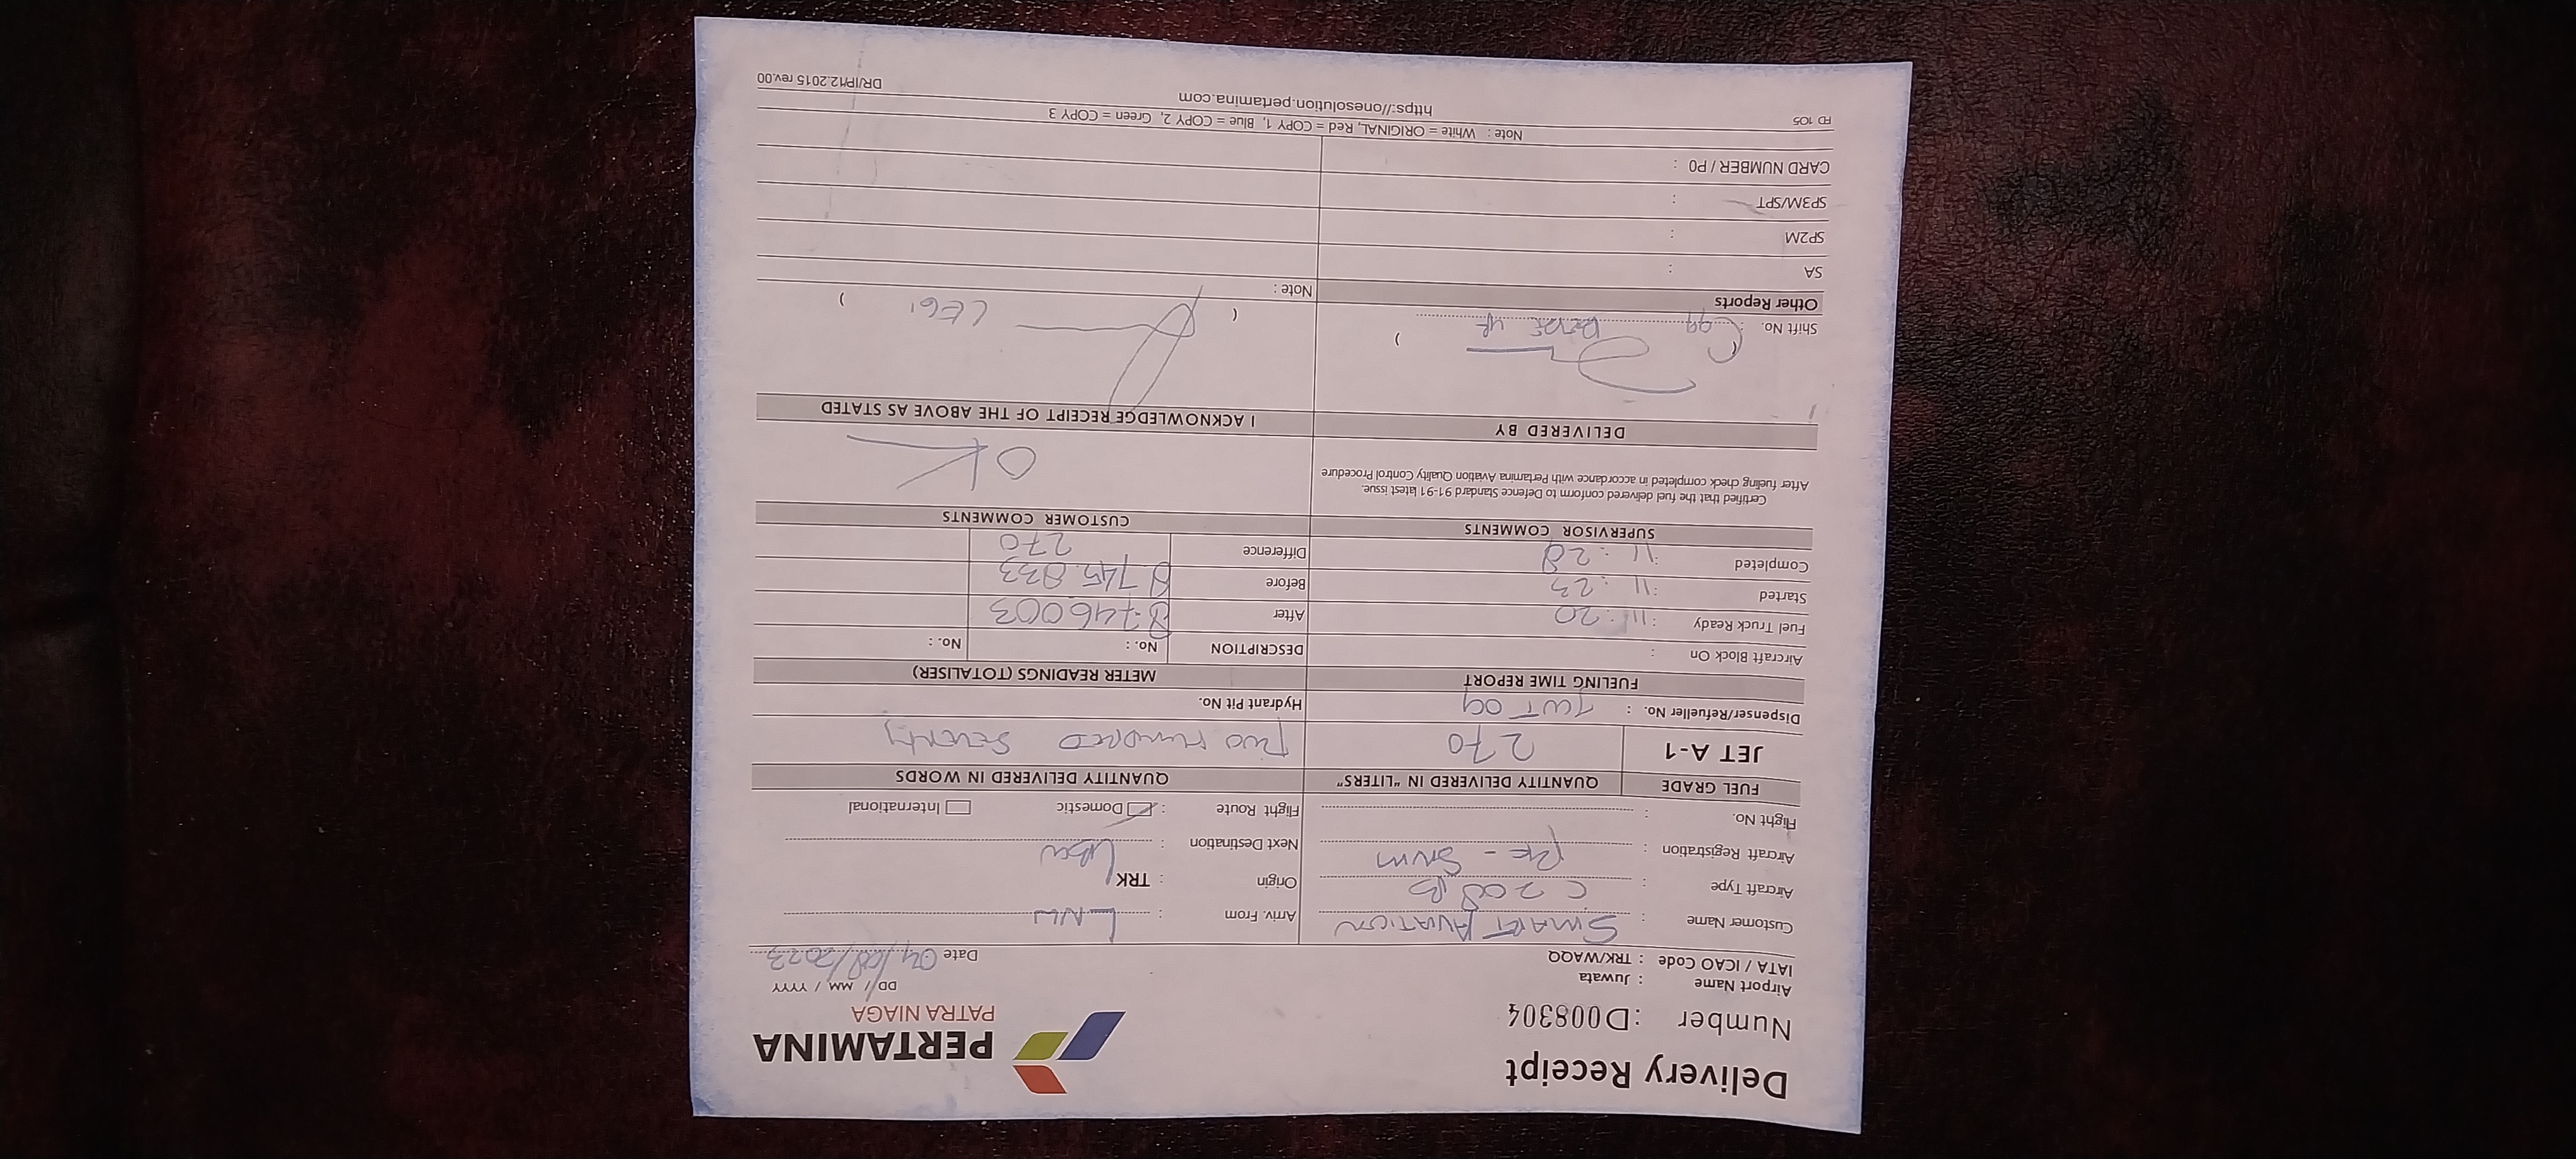 Delivery Receipt
PERTAMINA
PATRA NIAGA
Number : D008304
Airport Name : Juwata
IATA / ICAO Code : TRK/WAQQ
DD / MM / YYYY
Date 04/08/2023
Customer Name : SMART AVIATION
Arriv. From : LNU
Aircraft Type : C 208 B
Origin : TRK
Aircraft Registration : PK - SNM
Next Destination :
Flight No. :
Flight Route : Domestic International
FUEL GRADE QUANTITY DELIVERED IN "LITERS" QUANTITY DELIVERED IN WORDS
JET A-1 270 TWO HUNDRED SEVENTY
Dispenser/Refueller No. : TWT 09
Hydrant Pit No.
FUELING TIME REPORT METER READINGS (TOTALISER)
Aircraft Block On :
DESCRIPTION No. : No. :
Fuel Truck Ready : 11 : 20
After 8746003
Started : 11 : 23
Before 8745.833
Completed : 11 : 28
Difference 270
SUPERVISOR COMMENTS CUSTOMER COMMENTS
Certified that the fuel delivered conform to Defence Standard 91-91 latest issue.
After fueling check completed in accordance with Pertamina Aviation Quality Control Procedure
OK
DELIVERED BY I ACKNOWLEDGE RECEIPT OF THE ABOVE AS STATED
( ) ( LEGI )
Shift No. :
Other Reports Note :
SA :
SP2M :
SP3M/SPT :
CARD NUMBER / PO :
Note : White = ORIGINAL, Red = COPY 1, Blue = COPY 2, Green = COPY 3
FD 105 https://onesolution.pertamina.com DR/IP/12.2015 rev.00